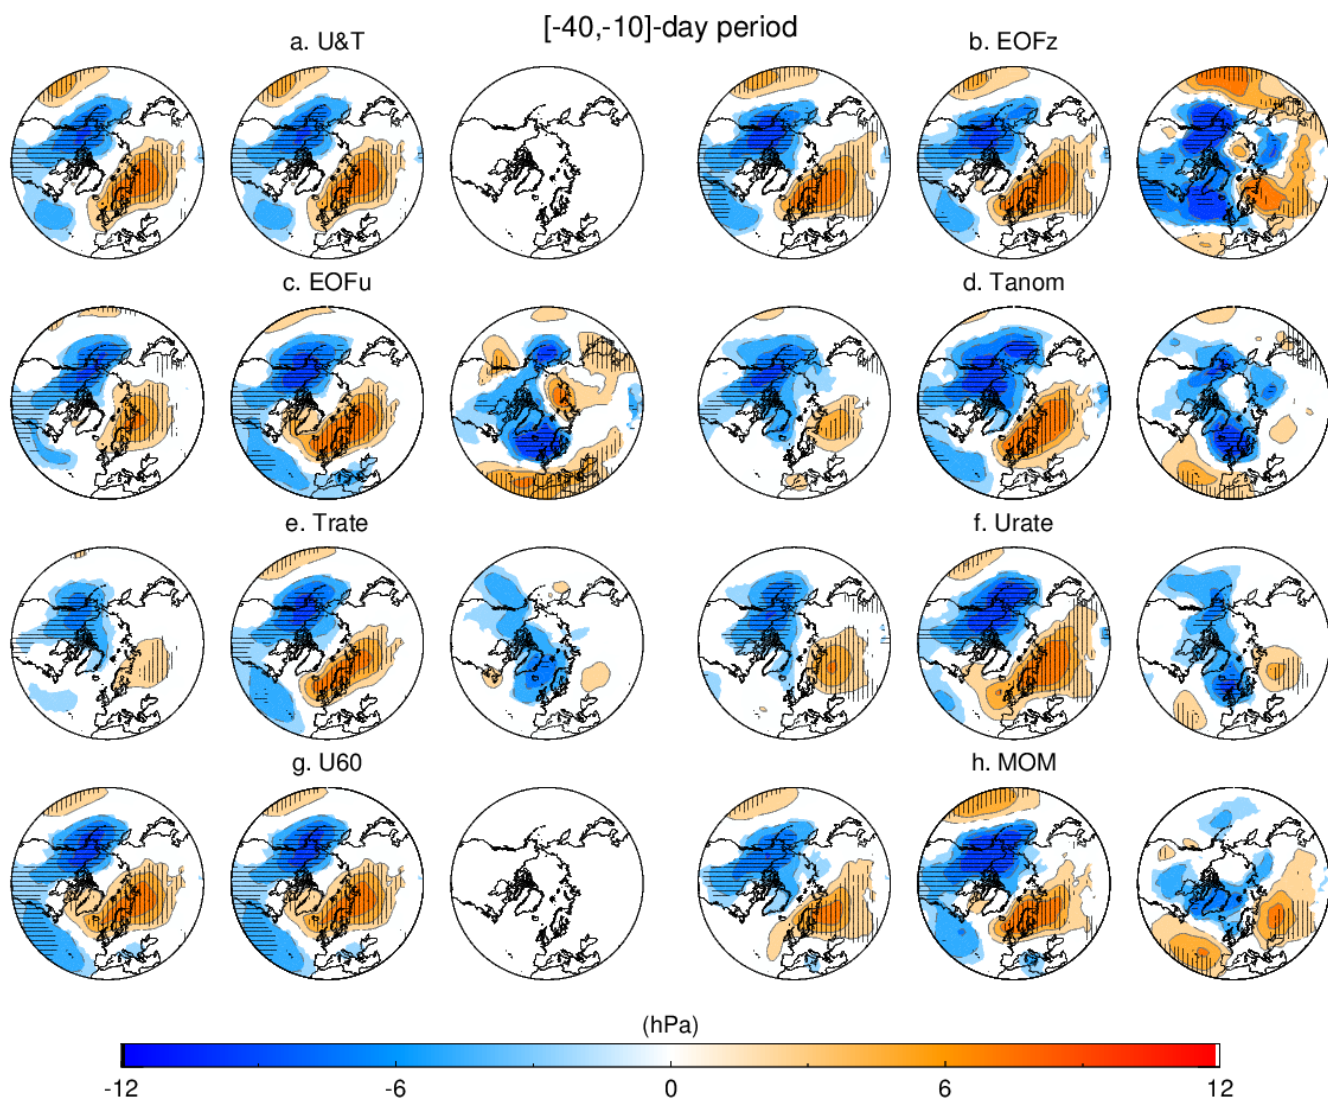 [-40,-10]-day period
a. U&T
b. EOFz
c. EOFu
d. Tanom
e. Trate
f. Urate
g. U60
h. MOM
(hPa)
-12 -6 0 6 12